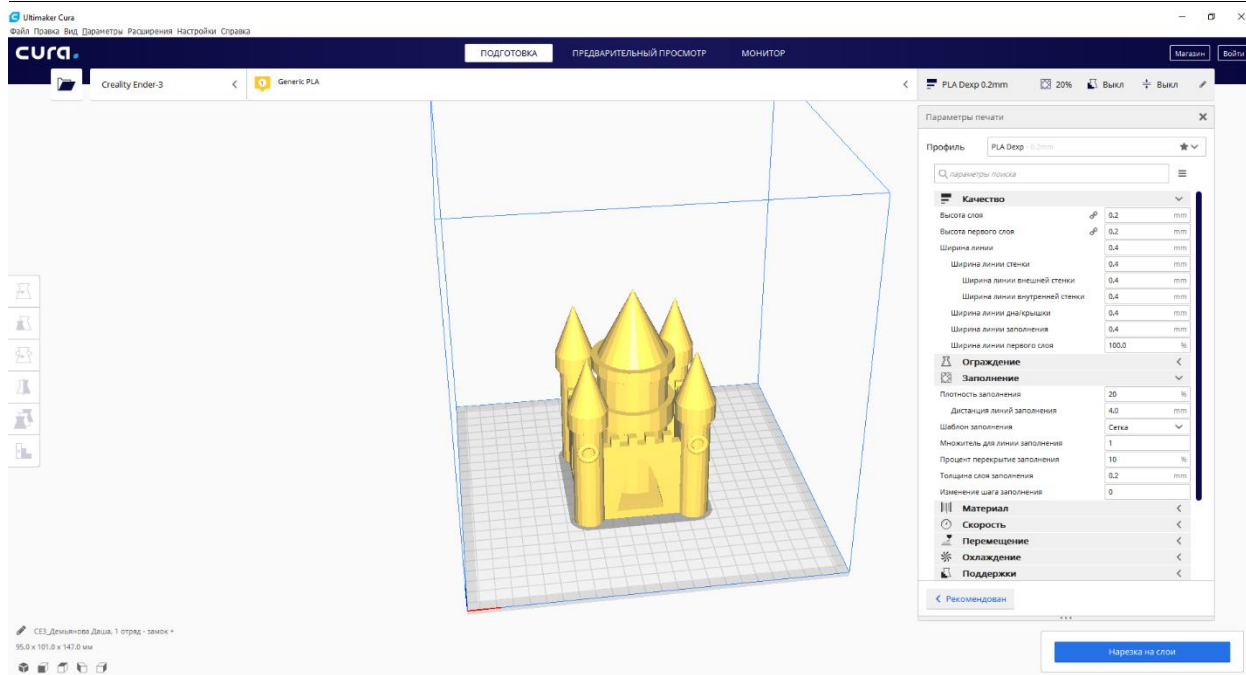 Ultimaker Cura
Файл Правка Вид Параметры Расширения Настройки Справка
cura.
ПОДГОТОВКА ПРЕДВАРИТЕЛЬНЫЙ ПРОСМОТР МОНИТОР
Магазин Войти
Creality Ender-3
1 Generic PLA
PLA Dexp 0.2mm 20% Выкл Выкл
Параметры печати
Профиль PLA Dexp - 0.2mm
параметры поиска
Качество
Высота слоя 0.2 mm
Высота первого слоя 0.2 mm
Ширина линии 0.4 mm
Ширина линии стенки 0.4 mm
Ширина линии внешней стенки 0.4 mm
Ширина линии внутренней стенки 0.4 mm
Ширина линии дна/крышки 0.4 mm
Ширина линии заполнения 0.4 mm
Ширина линии первого слоя 100.0 %
Ограждение
Заполнение
Плотность заполнения 20 %
Дистанция линий заполнения 4.0 mm
Шаблон заполнения Сетка
Множитель для линии заполнения 1
Процент перекрытие заполнения 10 %
Толщина слоя заполнения 0.2 mm
Изменение шага заполнения 0
Материал
Скорость
Перемещение
Охлаждение
Поддержки
Рекомендован
CE3_Демьянова Даша, 1 отряд - замок +
95.0 x 101.0 x 147.0 мм
Нарезка на слои